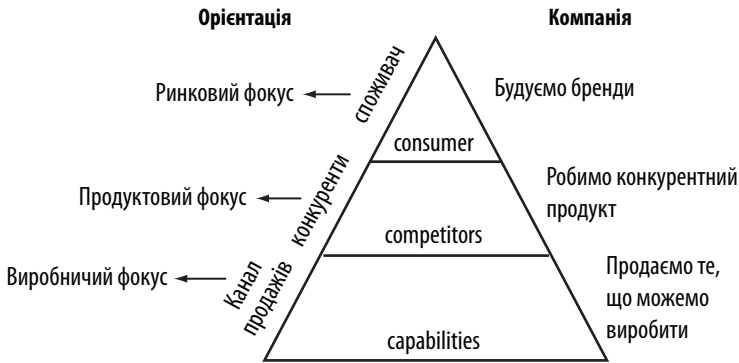 Орієнтація
Компанія
Ринковий фокус
споживач
consumer
Будуємо бренди
Продуктовий фокус
конкуренти
competitors
Робимо конкурентний
продукт
Виробничий фокус
Канал
продажів
capabilities
Продаємо те,
що можемо
виробити